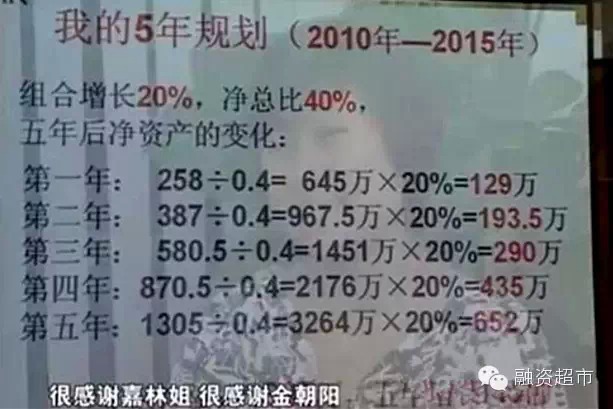 我的5年规划（2010年—2015年）
组合增长20%，净总比40%，
五年后净资产的变化：
第一年：258÷0.4= 645万×20%=129万
第二年：387÷0.4=967.5万×20%=193.5万
第三年：580.5÷0.4=1451万×20%=290万
第四年：870.5÷0.4=2176万×20%=435万
第五年：1305÷0.4=3264万×20%=652万
很感谢嘉林姐 很感谢金朝阳
五年增长
融资超市